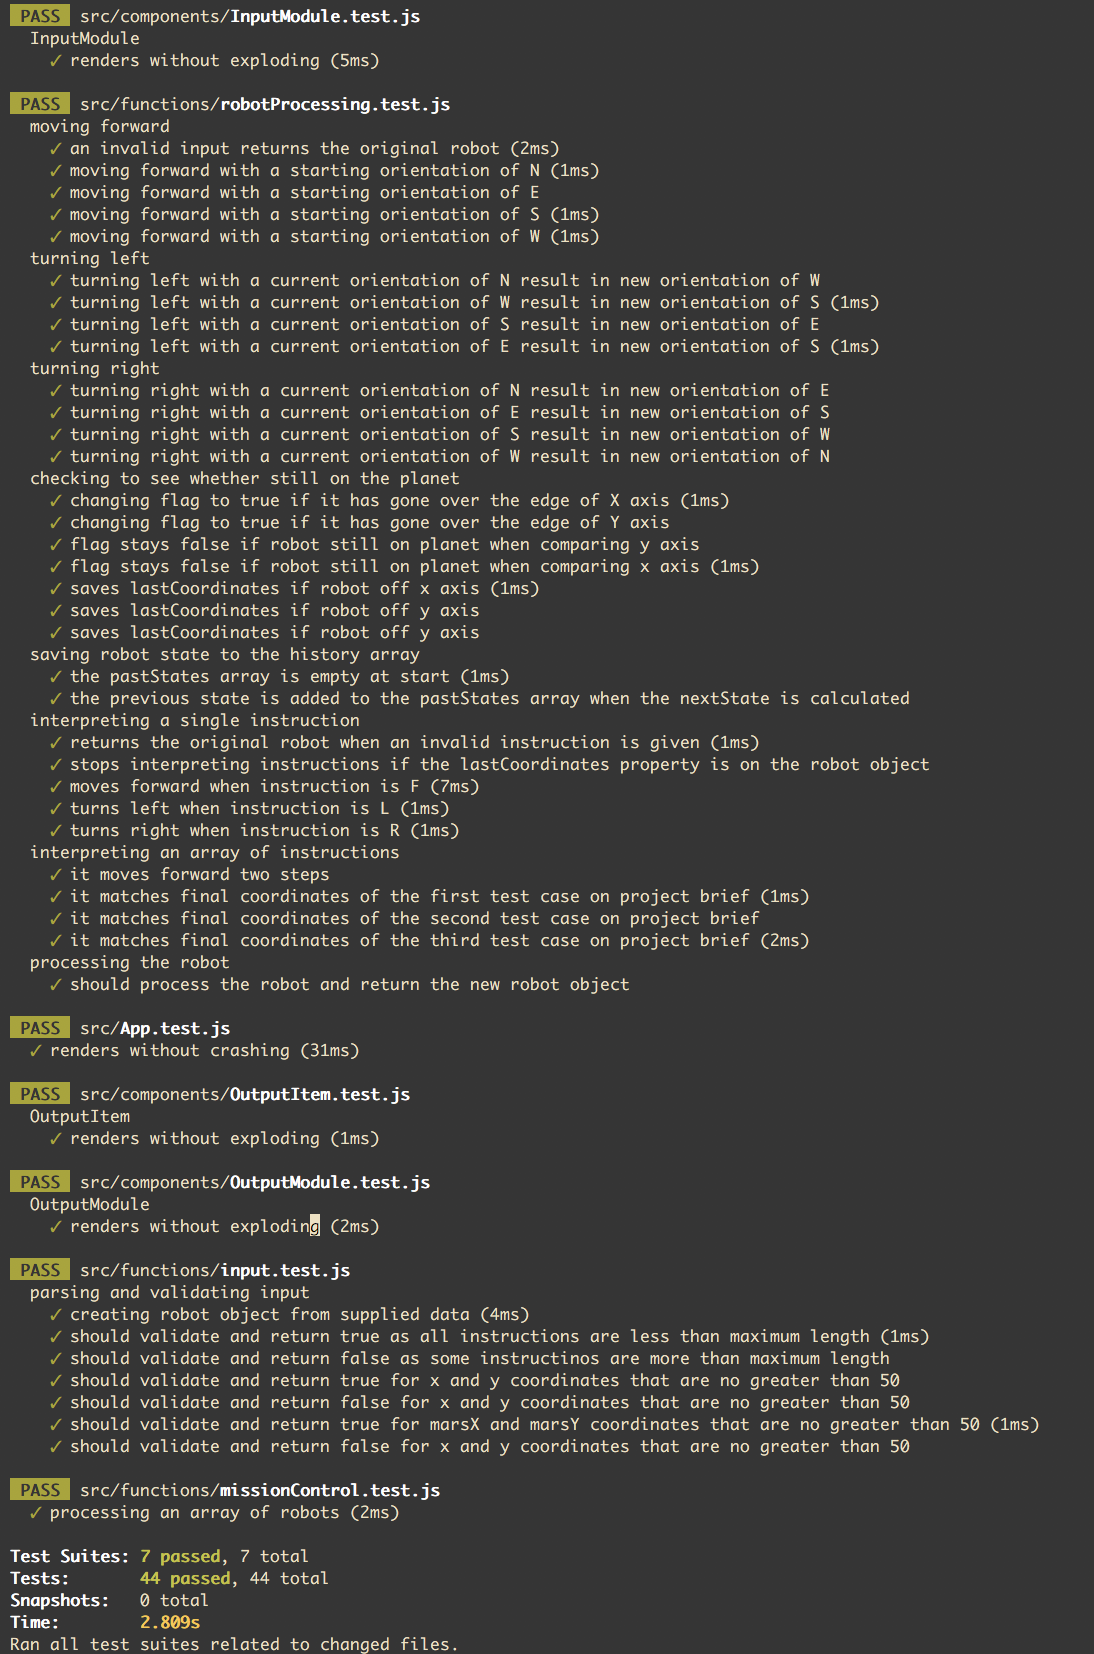 PASS src/components/InputModule.test.js
InputModule
✓ renders without exploding (5ms)
PASS src/functions/robotProcessing.test.js
moving forward
✓ an invalid input returns the original robot (2ms)
✓ moving forward with a starting orientation of N (1ms)
✓ moving forward with a starting orientation of E
✓ moving forward with a starting orientation of S (1ms)
✓ moving forward with a starting orientation of W (1ms)
turning left
✓ turning left with a current orientation of N result in new orientation of W
✓ turning left with a current orientation of W result in new orientation of S (1ms)
✓ turning left with a current orientation of S result in new orientation of E
✓ turning left with a current orientation of E result in new orientation of S (1ms)
turning right
✓ turning right with a current orientation of N result in new orientation of E
✓ turning right with a current orientation of E result in new orientation of S
✓ turning right with a current orientation of S result in new orientation of W
✓ turning right with a current orientation of W result in new orientation of N
checking to see whether still on the planet
✓ changing flag to true if it has gone over the edge of X axis (1ms)
✓ changing flag to true if it has gone over the edge of Y axis
✓ flag stays false if robot still on planet when comparing y axis
✓ flag stays false if robot still on planet when comparing x axis (1ms)
✓ saves lastCoordinates if robot off x axis (1ms)
✓ saves lastCoordinates if robot off y axis
✓ saves lastCoordinates if robot off y axis
saving robot state to the history array
✓ the pastStates array is empty at start (1ms)
✓ the previous state is added to the pastStates array when the nextState is calculated
interpreting a single instruction
✓ returns the original robot when an invalid instruction is given (1ms)
✓ stops interpreting instructions if the lastCoordinates property is on the robot object
✓ moves forward when instruction is F (7ms)
✓ turns left when instruction is L (1ms)
✓ turns right when instruction is R (1ms)
interpreting an array of instructions
✓ it moves forward two steps
✓ it matches final coordinates of the first test case on project brief (1ms)
✓ it matches final coordinates of the second test case on project brief
✓ it matches final coordinates of the third test case on project brief (2ms)
processing the robot
✓ should process the robot and return the new robot object
PASS src/App.test.js
✓ renders without crashing (31ms)
PASS src/components/OutputItem.test.js
OutputItem
✓ renders without exploding (1ms)
PASS src/components/OutputModule.test.js
OutputModule
✓ renders without exploding (2ms)
PASS src/functions/input.test.js
parsing and validating input
✓ creating robot object from supplied data (4ms)
✓ should validate and return true as all instructions are less than maximum length (1ms)
✓ should validate and return false as some instructinos are more than maximum length
✓ should validate and return true for x and y coordinates that are no greater than 50
✓ should validate and return false for x and y coordinates that are no greater than 50
✓ should validate and return true for marsX and marsY coordinates that are no greater than 50 (1ms)
✓ should validate and return false for x and y coordinates that are no greater than 50
PASS src/functions/missionControl.test.js
✓ processing an array of robots (2ms)
Test Suites: 7 passed, 7 total
Tests: 44 passed, 44 total
Snapshots: 0 total
Time: 2.809s
Ran all test suites related to changed files.